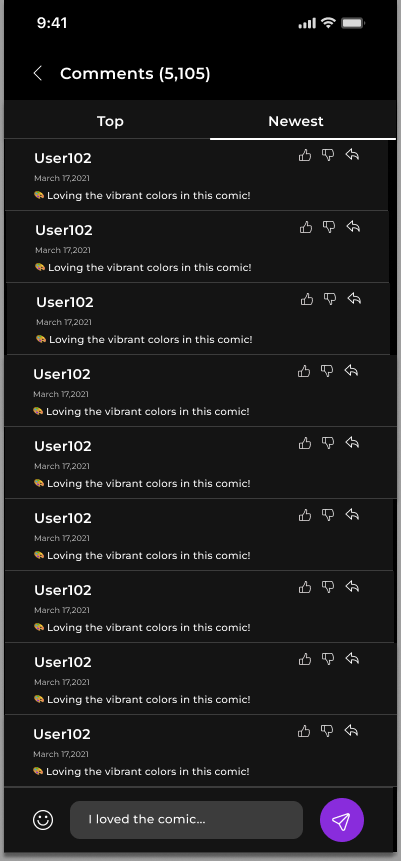 9:41
Comments (5,105)
Top
Newest
User102
March 17,2021
🎨 Loving the vibrant colors in this comic!
User102
March 17,2021
🎨 Loving the vibrant colors in this comic!
User102
March 17,2021
🎨 Loving the vibrant colors in this comic!
User102
March 17,2021
🎨 Loving the vibrant colors in this comic!
User102
March 17,2021
🎨 Loving the vibrant colors in this comic!
User102
March 17,2021
🎨 Loving the vibrant colors in this comic!
User102
March 17,2021
🎨 Loving the vibrant colors in this comic!
User102
March 17,2021
🎨 Loving the vibrant colors in this comic!
User102
March 17,2021
🎨 Loving the vibrant colors in this comic!
I loved the comic...